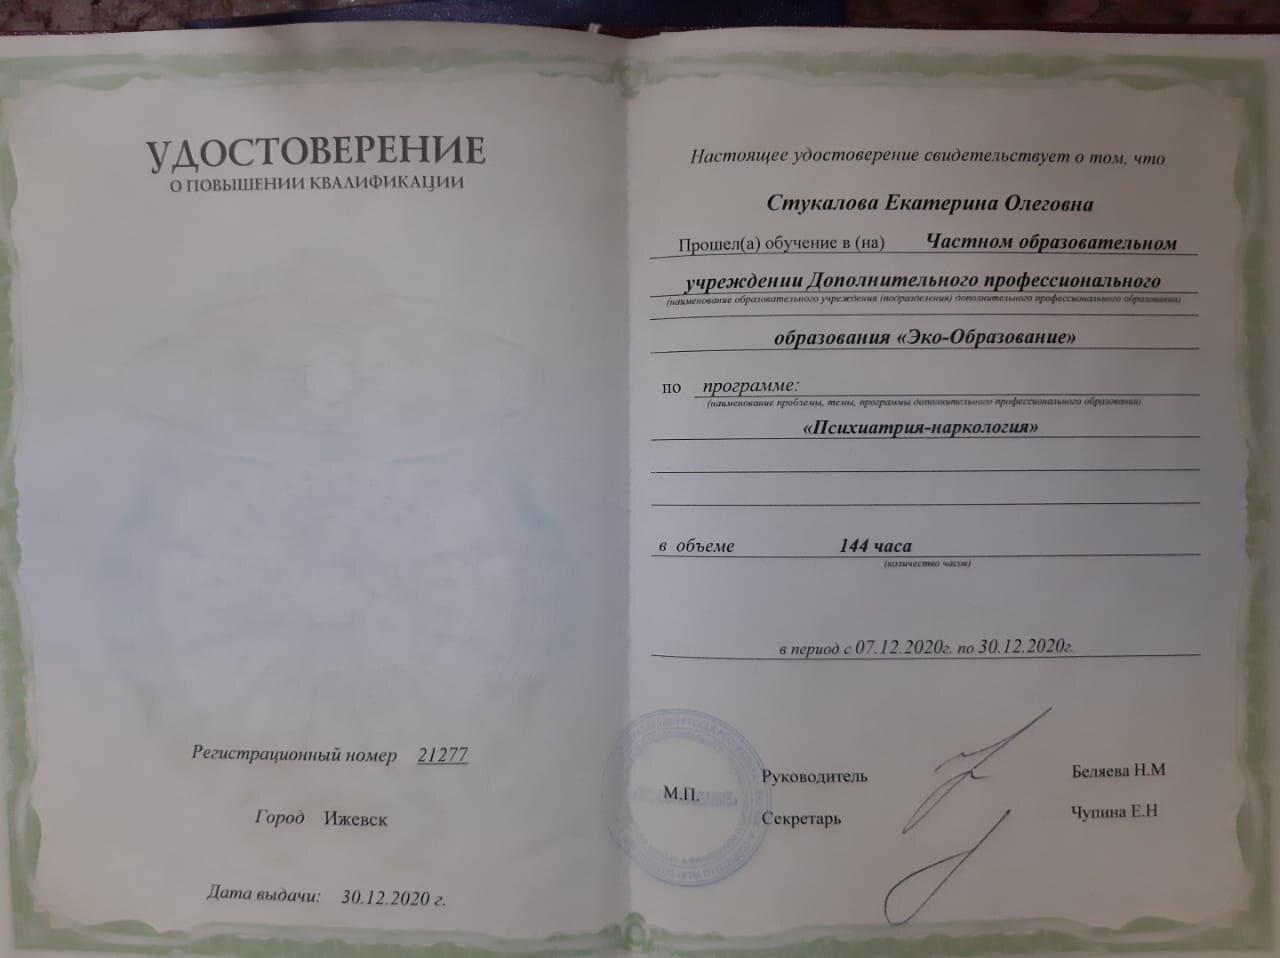 УДОСТОВЕРЕНИЕ
О ПОВЫШЕНИИ КВАЛИФИКАЦИИ
Регистрационный номер 21277
Город Ижевск
Дата выдачи: 30.12.2020 г.
Настоящее удостоверение свидетельствует о том, что
Стукалова Екатерина Олеговна
Прошел(а) обучение в (на) Частном образовательном
учреждении Дополнительного профессионального
(наименование образовательного учреждения (подразделения) дополнительного профессионального образования)
образования «Эко-Образование»
по программе:
(наименование проблемы, темы, программы дополнительного профессионального образования)
«Психиатрия-наркология»
в объеме 144 часа
(количество часов)
в период с 07.12.2020г. по 30.12.2020г.
М.П.
Руководитель Беляева Н.М
Секретарь Чупина Е.Н